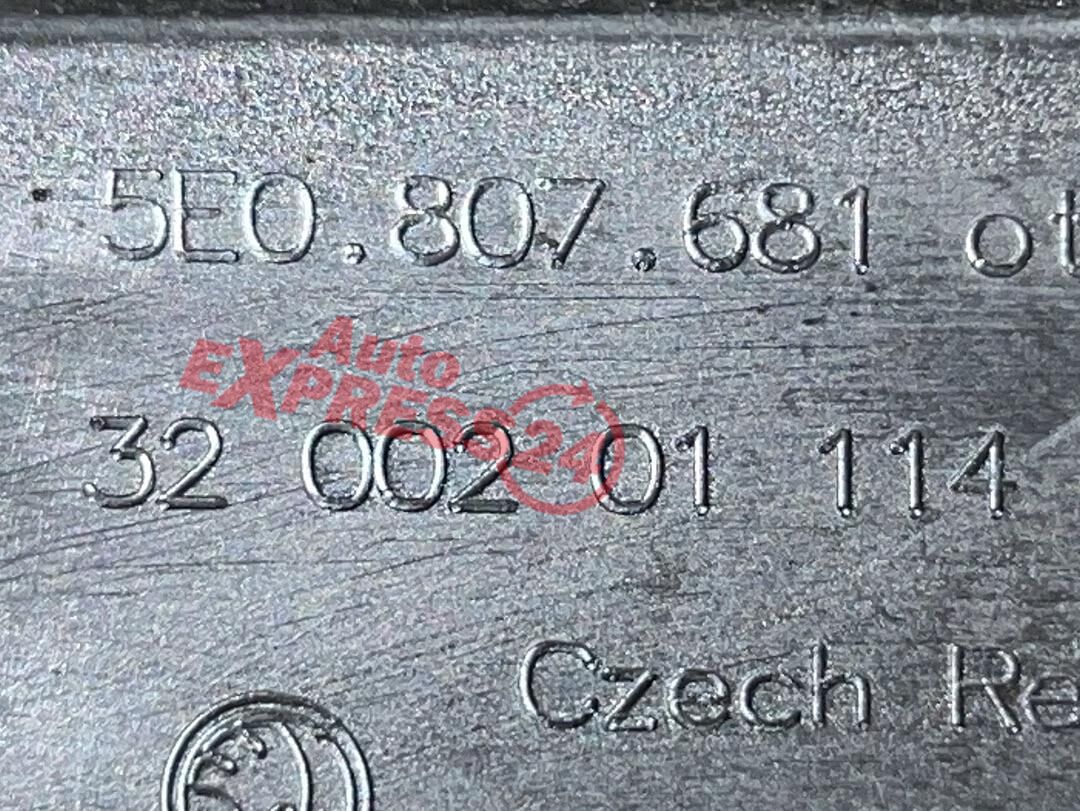 5E0.807.681
Auto
EXPRESS24
32 002 01 114
Czech